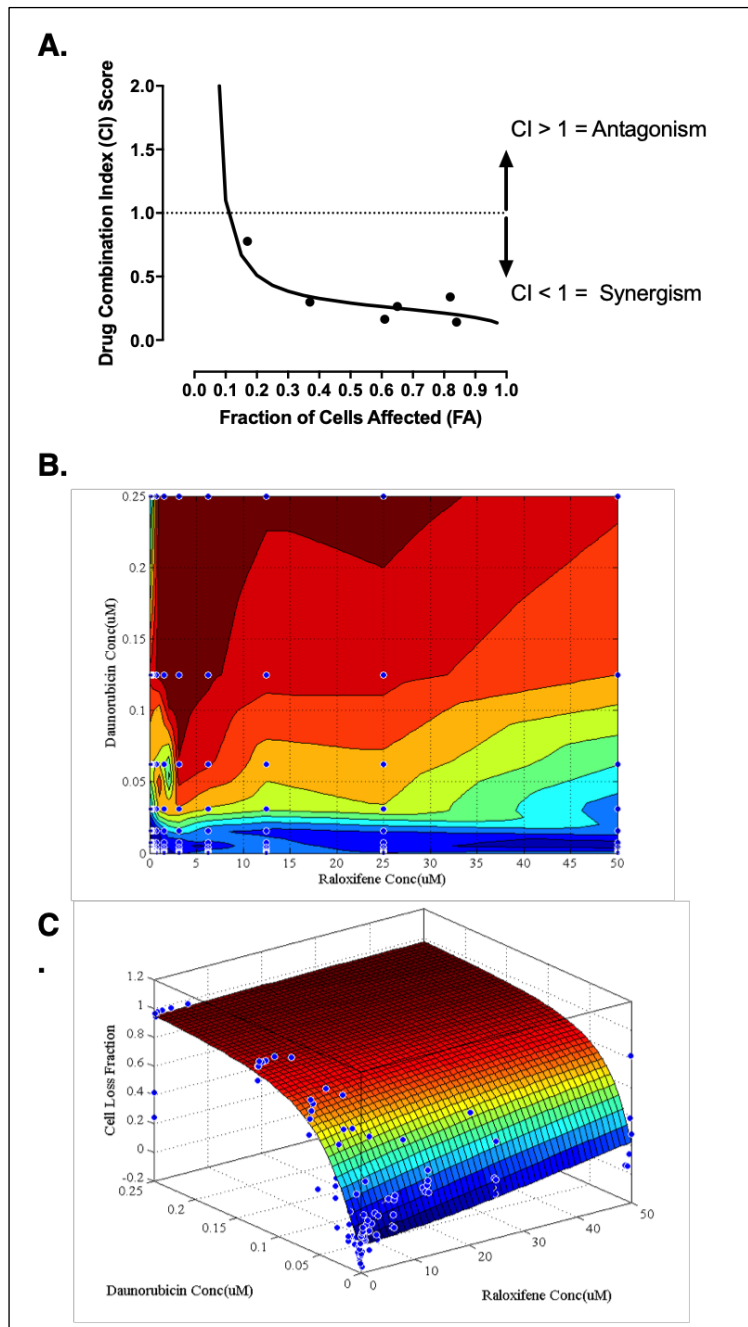 A.
Drug Combination Index (CI) Score
2.0
1.5
1.0
0.5
0.0
CI > 1 = Antagonism
CI < 1 = Synergism
0.0 0.1 0.2 0.3 0.4 0.5 0.6 0.7 0.8 0.9 1.0
Fraction of Cells Affected (FA)
B.
Daunorubicin Conc(uM)
0.25
0.2
0.15
0.1
0.05
0
0 5 10 15 20 25 30 35 40 45 50
Raloxifene Conc(uM)
C
.
Cell Loss Fraction
1.2
1
0.8
0.6
0.4
0.2
0
-0.2
0.25
0.2
0.15
0.1
0.05
0
0
10
20
30
40
50
Daunorubicin Conc(uM)
Raloxifene Conc(uM)